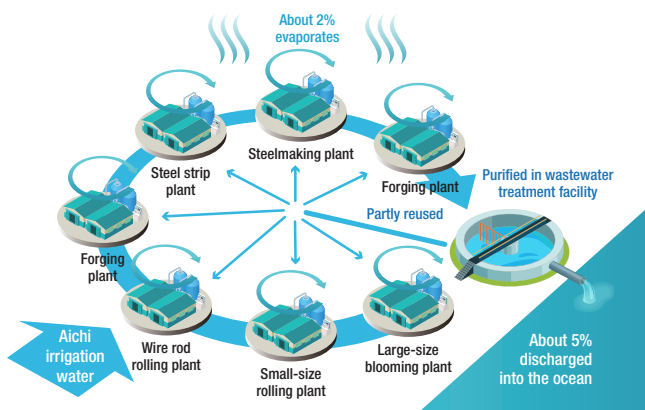 About 2%
evaporates
Steelmaking plant
Steel strip
plant
Forging plant
Purified in wastewater
treatment facility
Partly reused
Forging
plant
Aichi
irrigation
water
Wire rod
rolling plant
Small-size
rolling plant
Large-size
blooming plant
About 5%
discharged
into the ocean